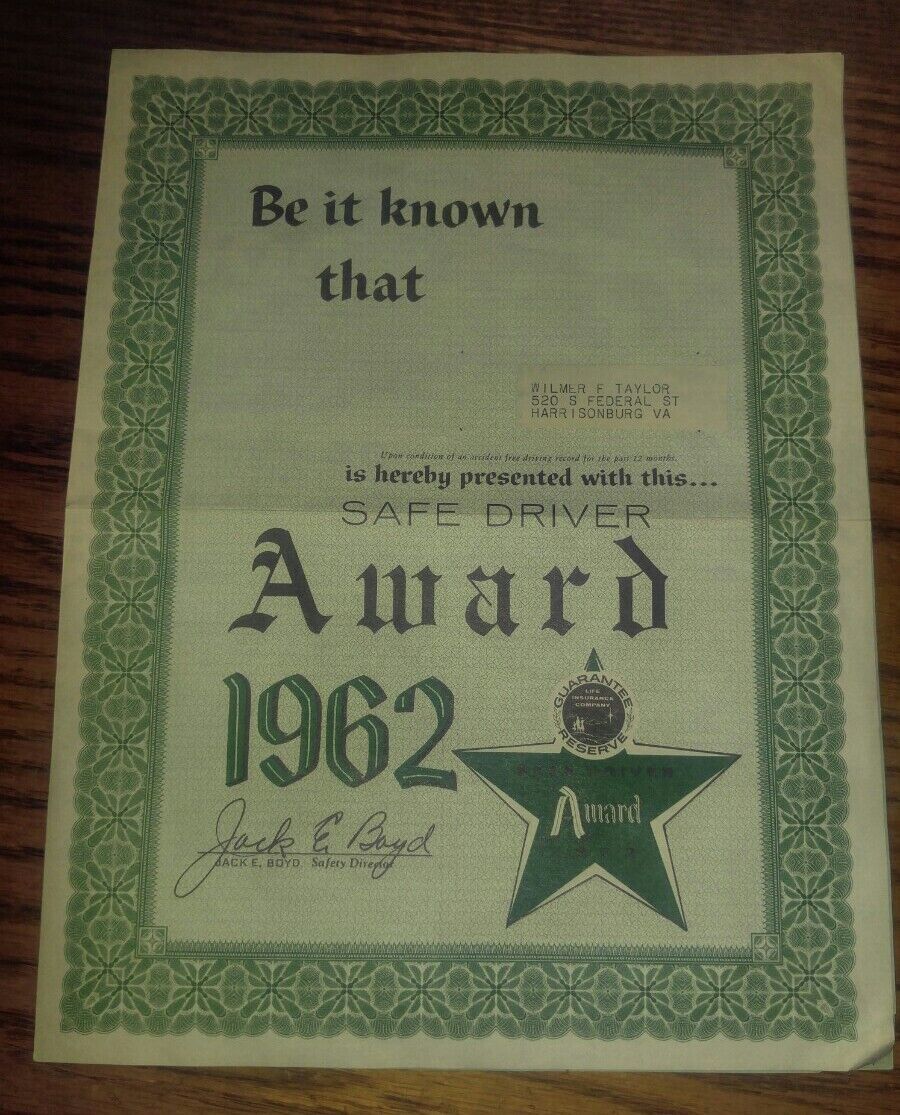 Be it known
that
WILMER F TAYLOR
520 S FEDERAL ST
HARRISONBURG VA
Upon condition of an accident free driving record for the past 12 months.
is hereby presented with this...
SAFE DRIVER
Award
1962
GUARANTEE
LIFE
INSURANCE
COMPANY
RESERVE
SAFE DRIVER
Award
Jack E. Boyd
JACK E. BOYD, Safety Director